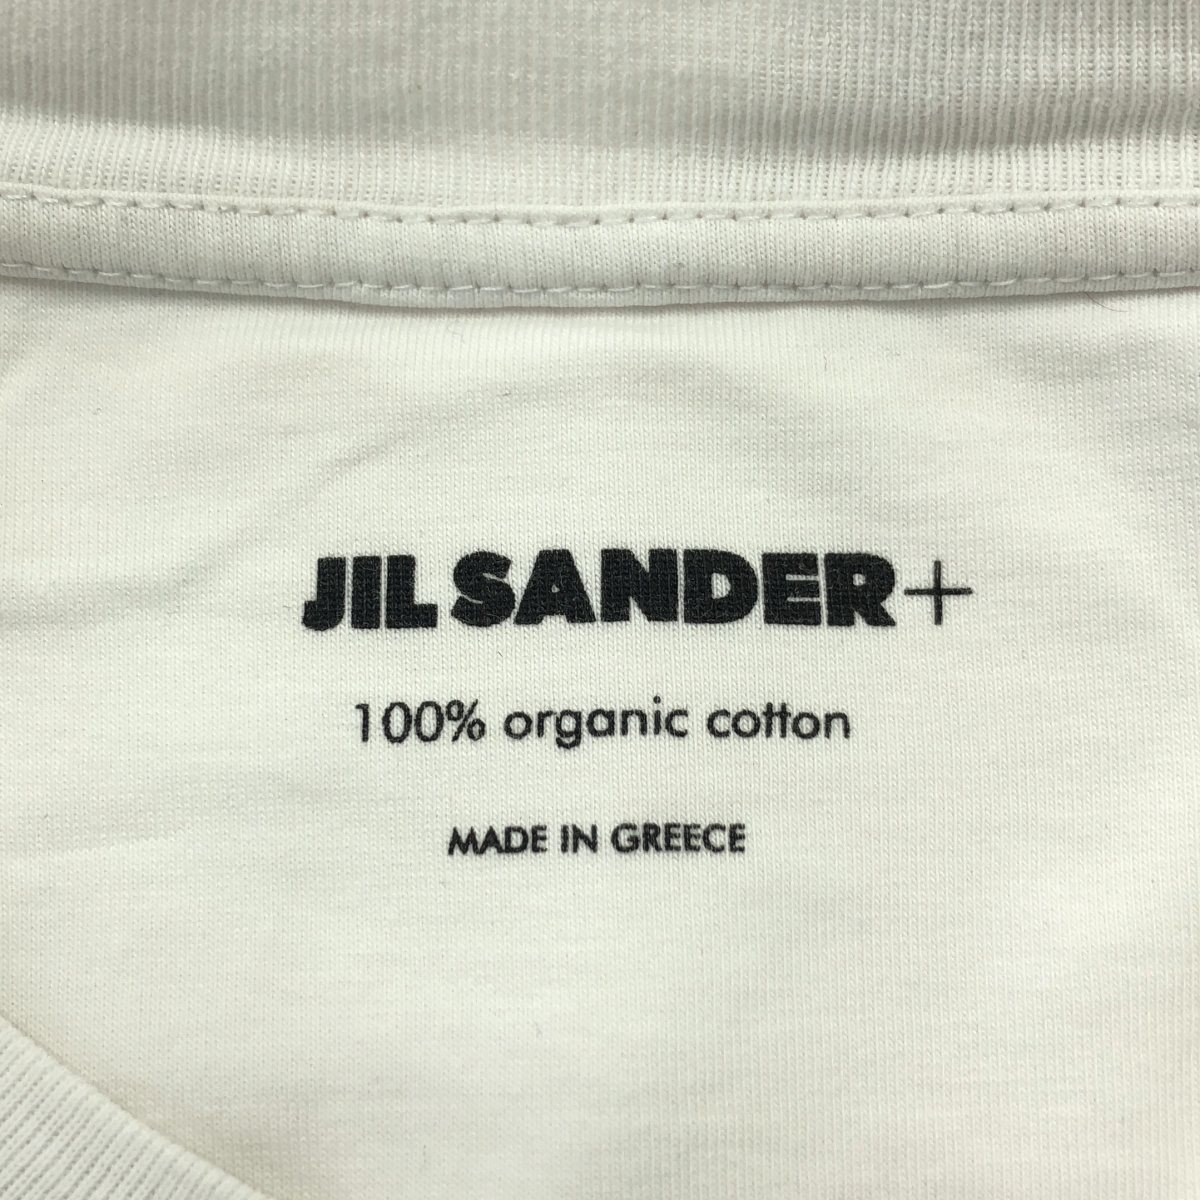 JIL SANDER+
100% organic cotton
MADE IN GREECE